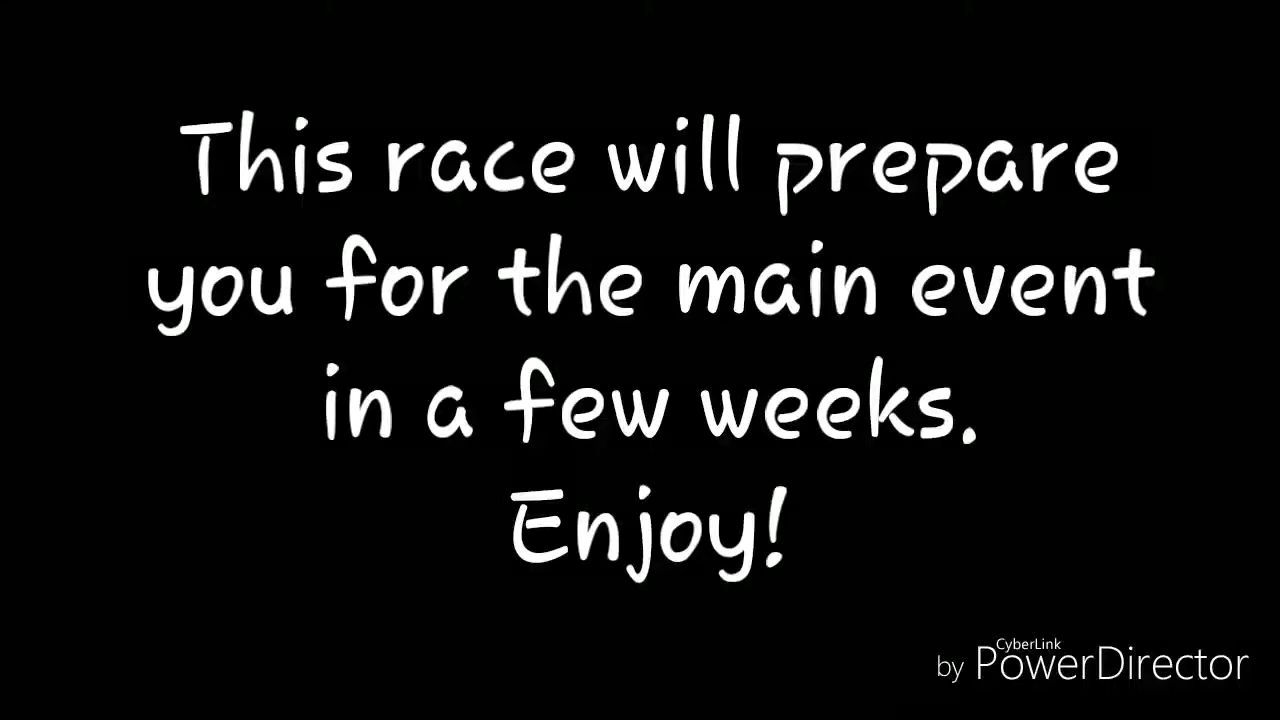 This race will prepare
you for the main event
in a few weeks.
Enjoy!
CyberLink
by PowerDirector